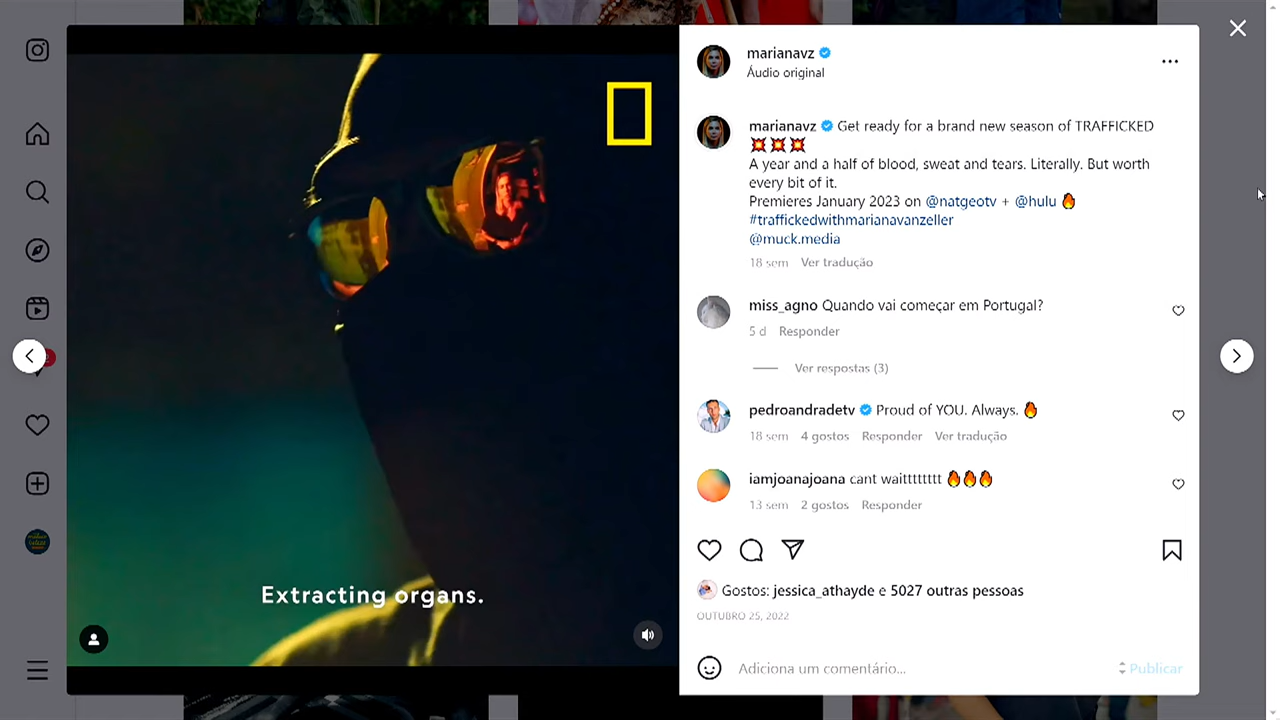 Extracting organs.
marianavz
Áudio original
marianavz Get ready for a brand new season of TRAFFICKED
A year and a half of blood, sweat and tears. Literally. But worth
every bit of it.
Premieres January 2023 on @natgeotv + @hulu
#traffickedwithmarianavanzeller
@muck.media
18 sem Ver tradução
miss_agno Quando vai começar em Portugal?
5 d Responder
Ver respostas (3)
pedroandradetv Proud of YOU. Always.
18 sem 4 gostos Responder Ver tradução
iamjoanajoana cant waitttttttt
13 sem 2 gostos Responder
Gostos: jessica_athayde e 5027 outras pessoas
OUTUBRO 25, 2022
Adiciona um comentário... Publicar